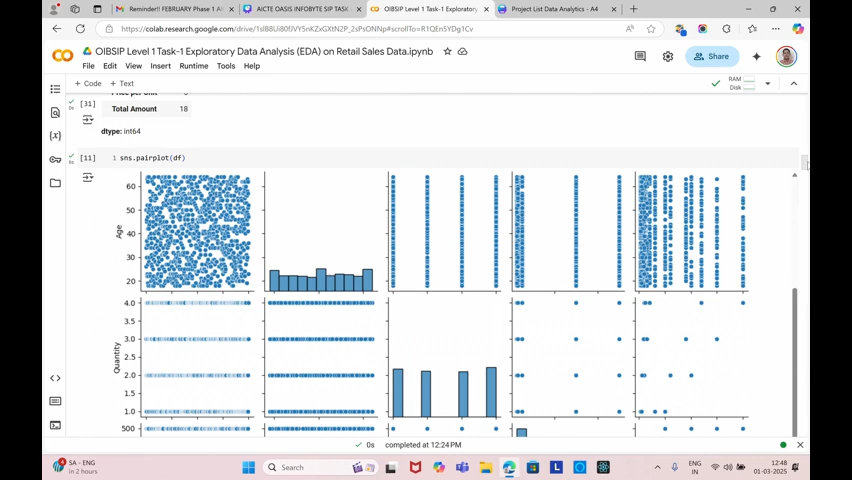 Reminder!! FEBRUARY Phase 1 A
AICTE OASIS INFOBYTE SIP TASK
OIBSIP Level 1 Task-1 Explorator
Project List Data Analytics - A4
https://colab.research.google.com/drive/
OIBSIP Level 1 Task-1 Exploratory Data Analysis (EDA) on Retail Sales Data.ipynb
File Edit View Insert Runtime Tools Help
Share
+ Code + Text
RAM
Disk
[31]
Total Amount 18
dtype: int64
[11] 1 sns.pairplot(df)
60
50
40
30
20
Age
4.0
3.5
3.0
2.5
2.0
1.5
1.0
Quantity
500
0s completed at 12:24 PM
SA - ENG
In 2 hours
Search
ENG
IN
12:48
01-03-2025